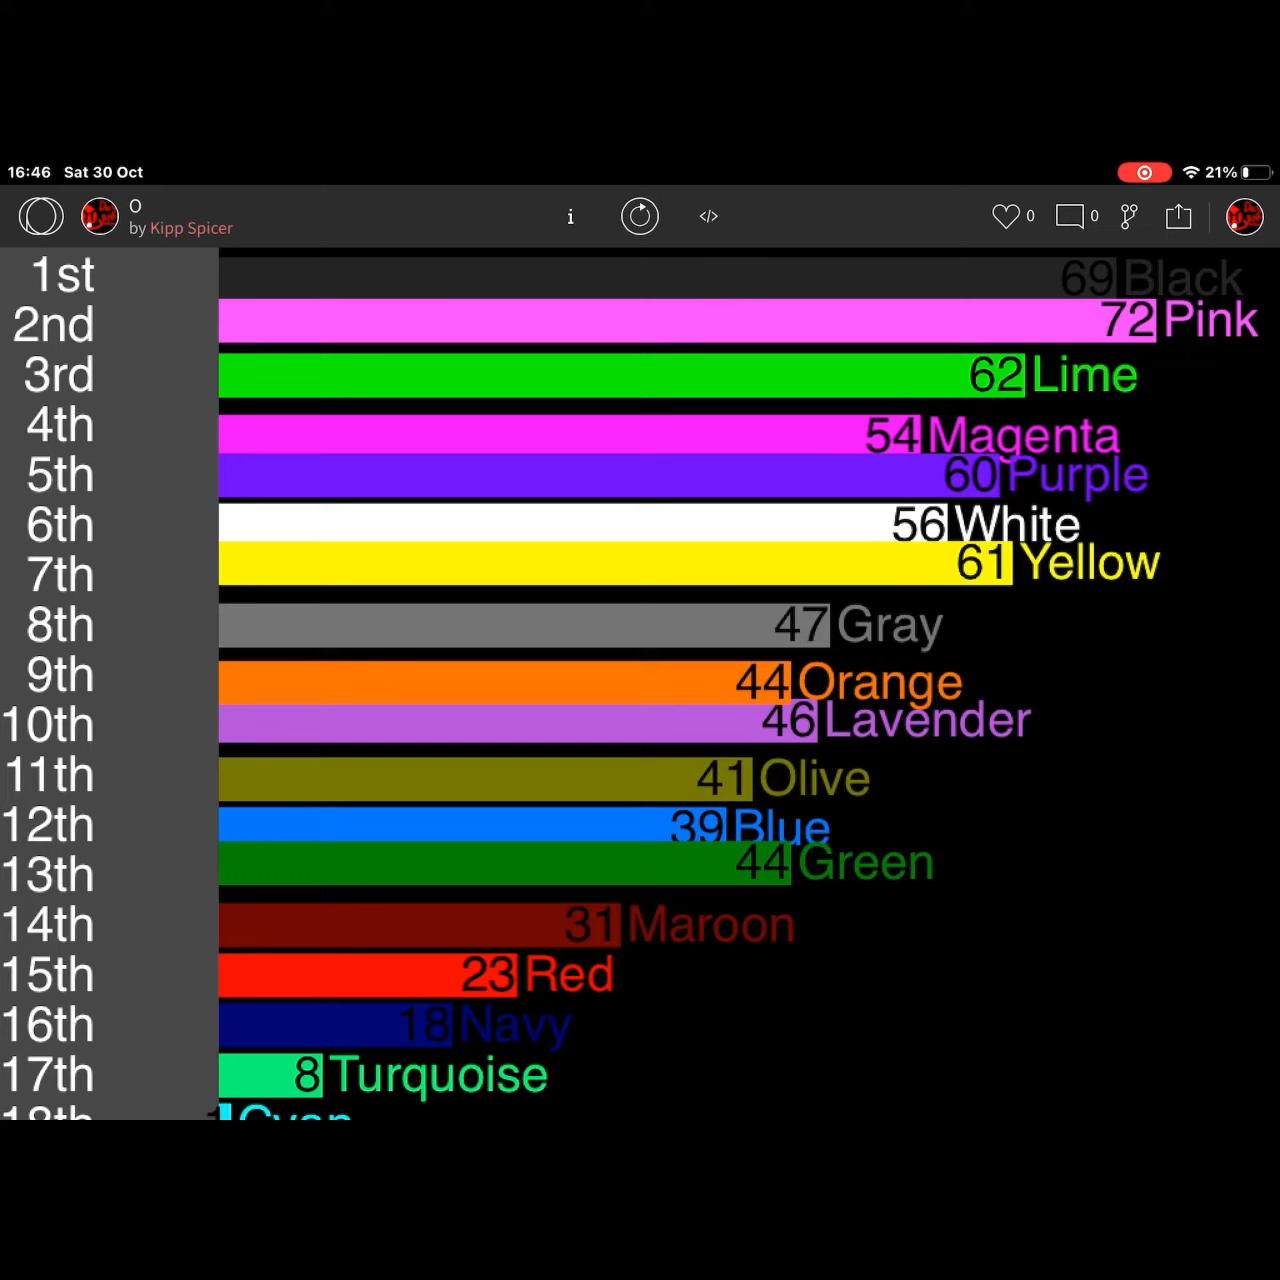 16:46 Sat 30 Oct 21%
O
by Kipp Spicer
i </> 0 0
1st 69 Black
2nd 72 Pink
3rd 62 Lime
4th 54 Magenta
5th 60 Purple
6th 56 White
7th 61 Yellow
8th 47 Gray
9th 44 Orange
10th 46 Lavender
11th 41 Olive
12th 39 Blue
13th 44 Green
14th 31 Maroon
15th 23 Red
16th 18 Navy
17th 8 Turquoise
18th 1 Cyan